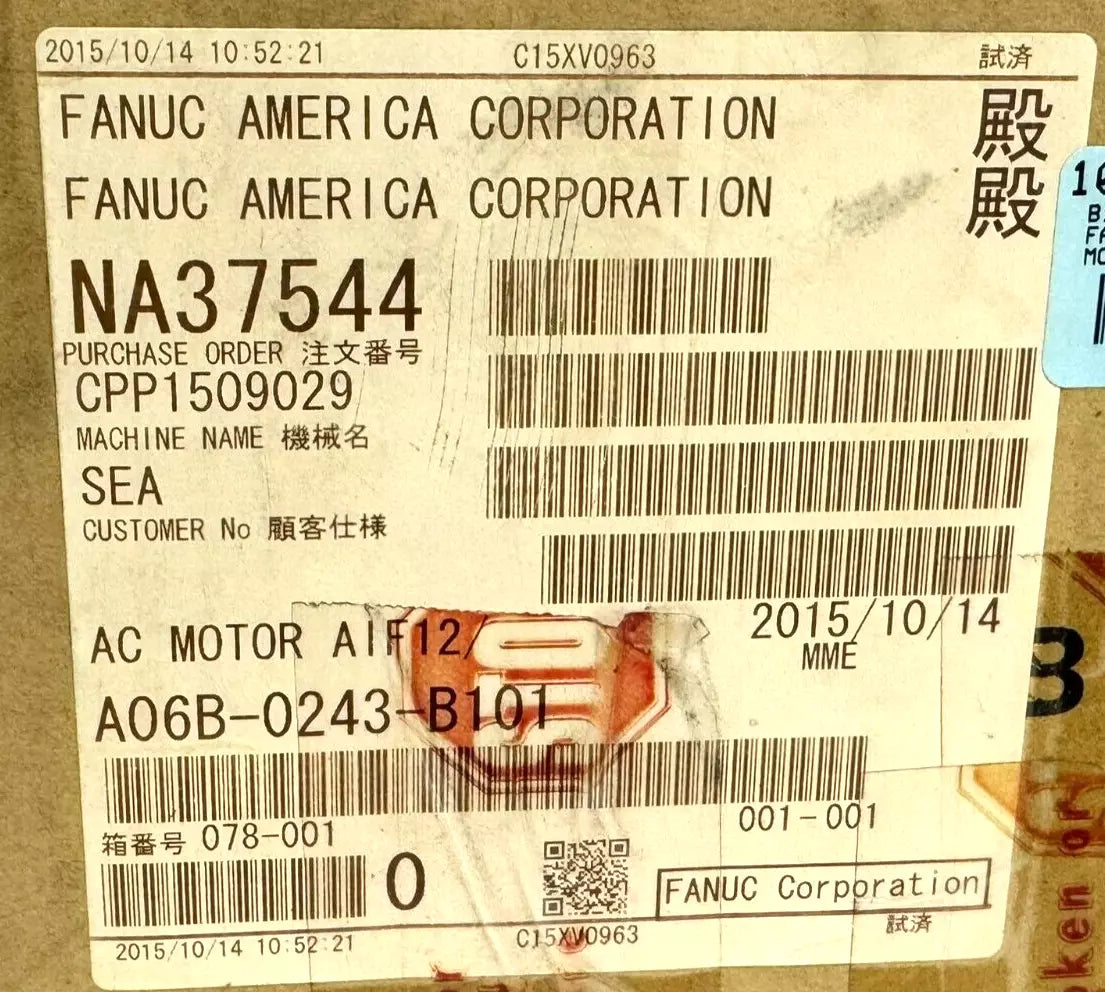 2015/10/14 10:52:21 C15XV0963 試済
FANUC AMERICA CORPORATION 殿
FANUC AMERICA CORPORATION 殿
NA37544
PURCHASE ORDER 注文番号
CPP1509029
MACHINE NAME 機械名
SEA
CUSTOMER No 顧客仕様
2015/10/14
AC MOTOR AIF12/
MME
A06B-0243-B101
001-001
箱番号 078-001
0
FANUC Corporation
試済
2015/10/14 10:52:21 C15XV0963